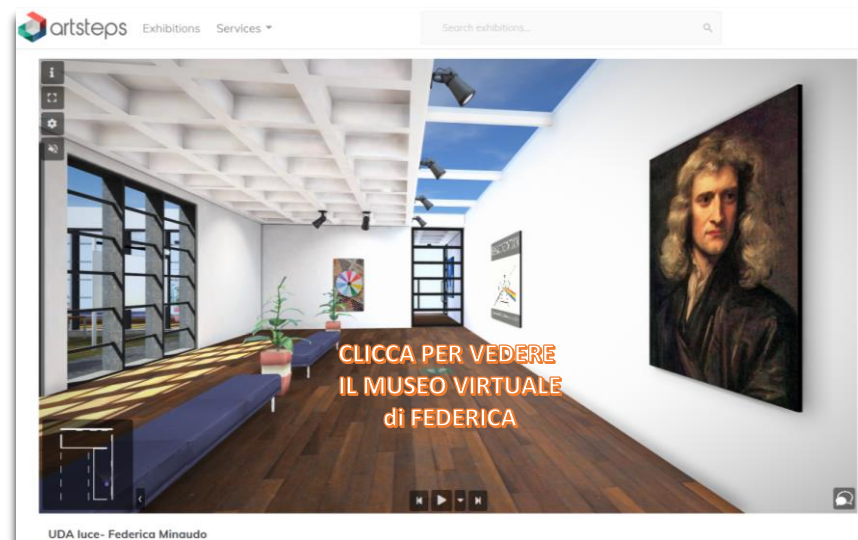 artsteps Exhibitions Services
Search exhibitions...
CLICCA PER VEDERE
IL MUSEO VIRTUALE
di FEDERICA
UDA luce- Federica Minaudo